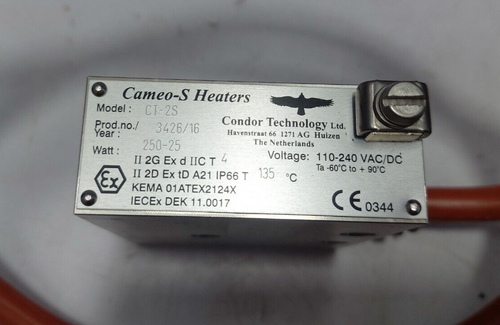 Cameo-S Heaters
Model: CT-2S
Condor Technology Ltd.
Havenstraat 66 1271 AG Huizen
The Netherlands
Prod.no./ Year: 3426/16
Watt: 250-25
Voltage: 110-240 VAC/DC
Ta -60°C to + 90°C
II 2G Ex d IIC T 4
II 2D Ex tD A21 IP66 T 135 °C
Ex
KEMA 01ATEX2124X
IECEx DEK 11.0017
CE 0344